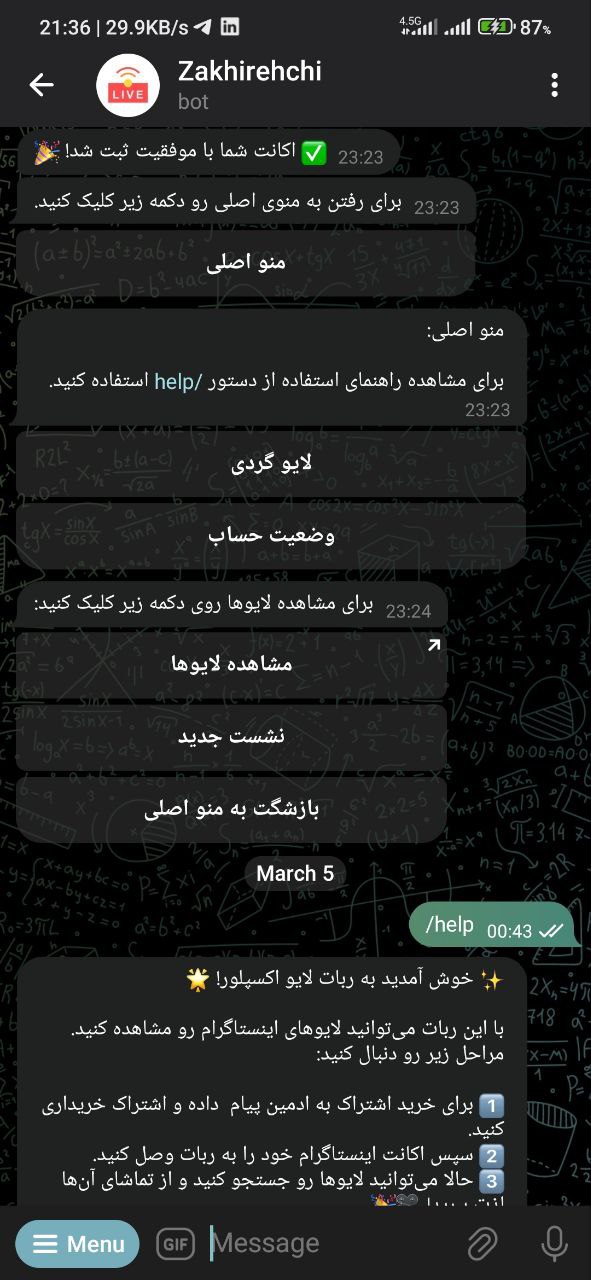 21:36 | 29.9KB/s
4.5G
87%
Zakhirehchi
bot
LIVE
اکانت شما با موفقیت ثبت شد! 🎉 ✅ 23:23
برای رفتن به منوی اصلی رو دکمه زیر کلیک کنید. 23:23
منو اصلی
منو اصلی:
برای مشاهده راهنمای استفاده از دستور /help استفاده کنید.
23:23
لایو گردی
وضعیت حساب
برای مشاهده لایوها روی دکمه زیر کلیک کنید: 23:24
مشاهده لایوها
نشست جدید
بازشگت به منو اصلی
March 5
/help 00:43
✨ خوش آمدید به ربات لایو اکسپلور! 🌟
با این ربات می‌توانید لایوهای اینستاگرام رو مشاهده کنید.
مراحل زیر رو دنبال کنید:
1️⃣ برای خرید اشتراک به ادمین پیام داده و اشتراک خریداری
کنید.
2️⃣ سپس اکانت اینستاگرام خود را به ربات وصل کنید.
3️⃣ حالا می‌توانید لایوها رو جستجو کنید و از تماشای آن‌ها
Menu
GIF
Message